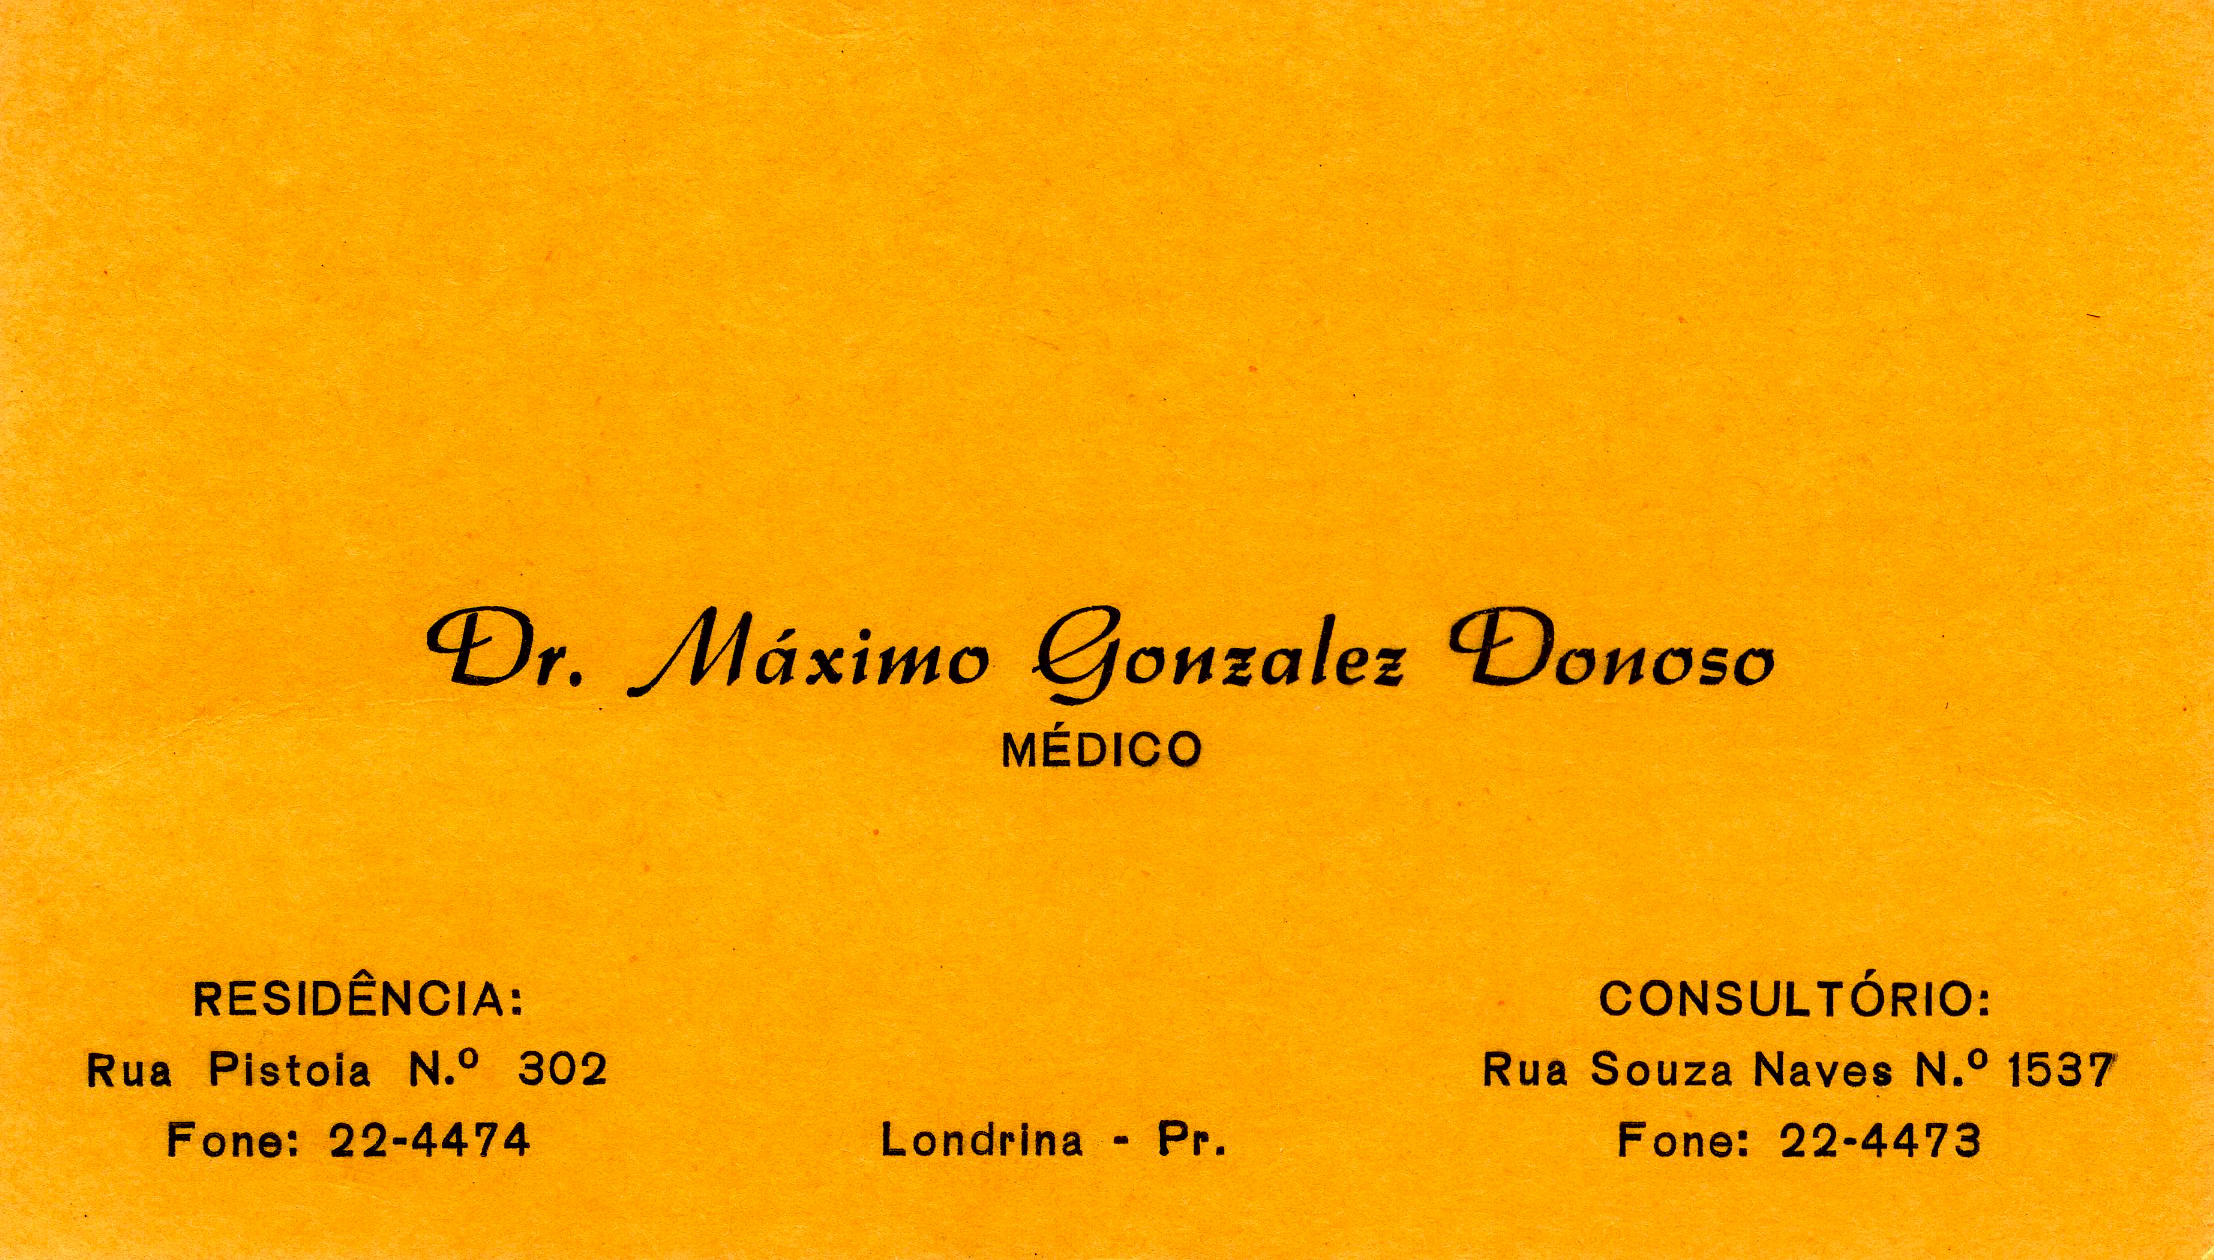 Dr. Máximo Gonzalez Donoso
MÉDICO
RESIDÊNCIA:
Rua Pistoia N.º 302
Fone: 22-4474
Londrina - Pr.
CONSULTÓRIO:
Rua Souza Naves N.º 1537
Fone: 22-4473